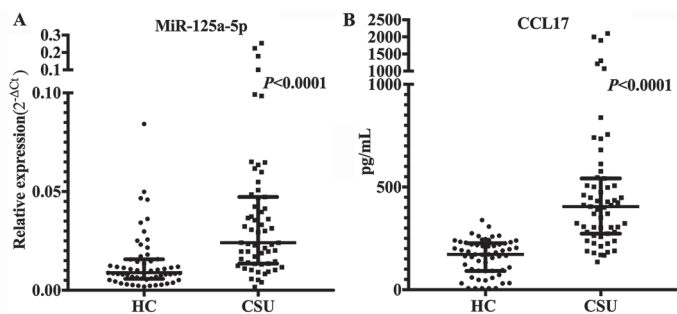 A
MiR-125a-5p
Relative expression(2^-ΔCt)
0.3
0.2
0.1
0.10
0.05
0.00
P<0.0001
HC
CSU
B
CCL17
pg/mL
2500
2000
1500
1000
1000
500
0
P<0.0001
HC
CSU